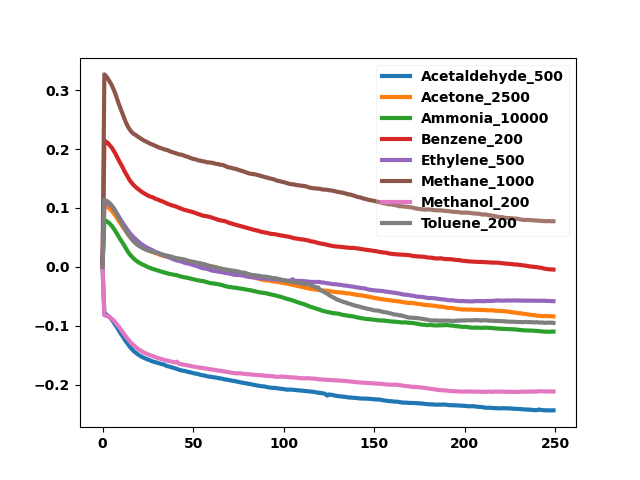 Acetaldehyde_500
Acetone_2500
Ammonia_10000
Benzene_200
Ethylene_500
Methane_1000
Methanol_200
Toluene_200
0.3
0.2
0.1
0.0
−0.1
−0.2
0 50 100 150 200 250